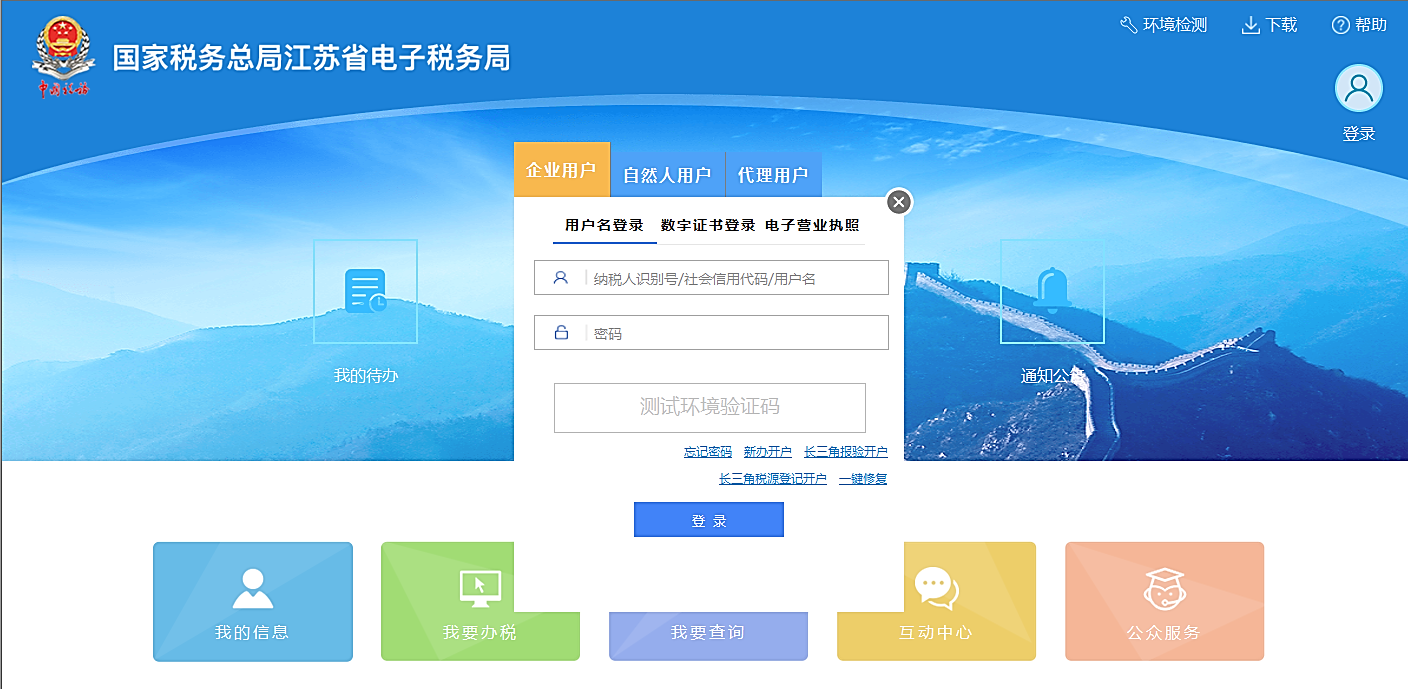 环境检测 下载 帮助
国家税务总局江苏省电子税务局
中国税务
登录
企业用户 自然人用户 代理用户
用户名登录 数字证书登录 电子营业执照
纳税人识别号/社会信用代码/用户名
密码
我的待办
通知公告
测试环境验证码
忘记密码 新办开户 长三角报验开户
长三角税源登记开户 一键修复
登 录
我的信息 我要办税 我要查询 互动中心 公众服务